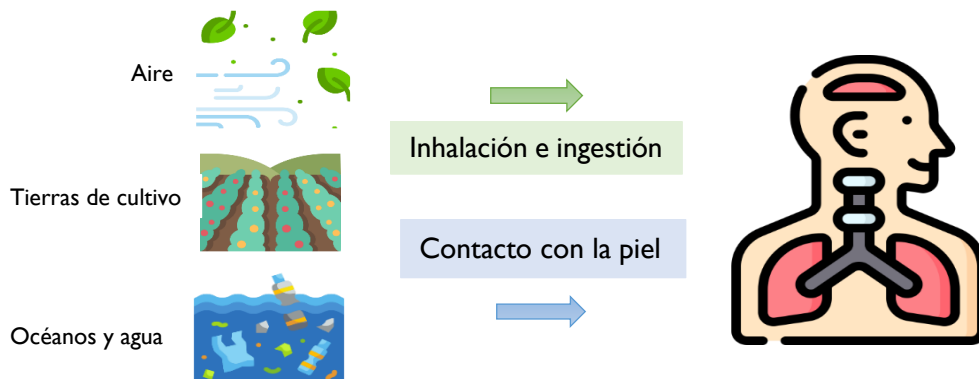 Aire
Tierras de cultivo
Océanos y agua
Inhalación e ingestión
Contacto con la piel